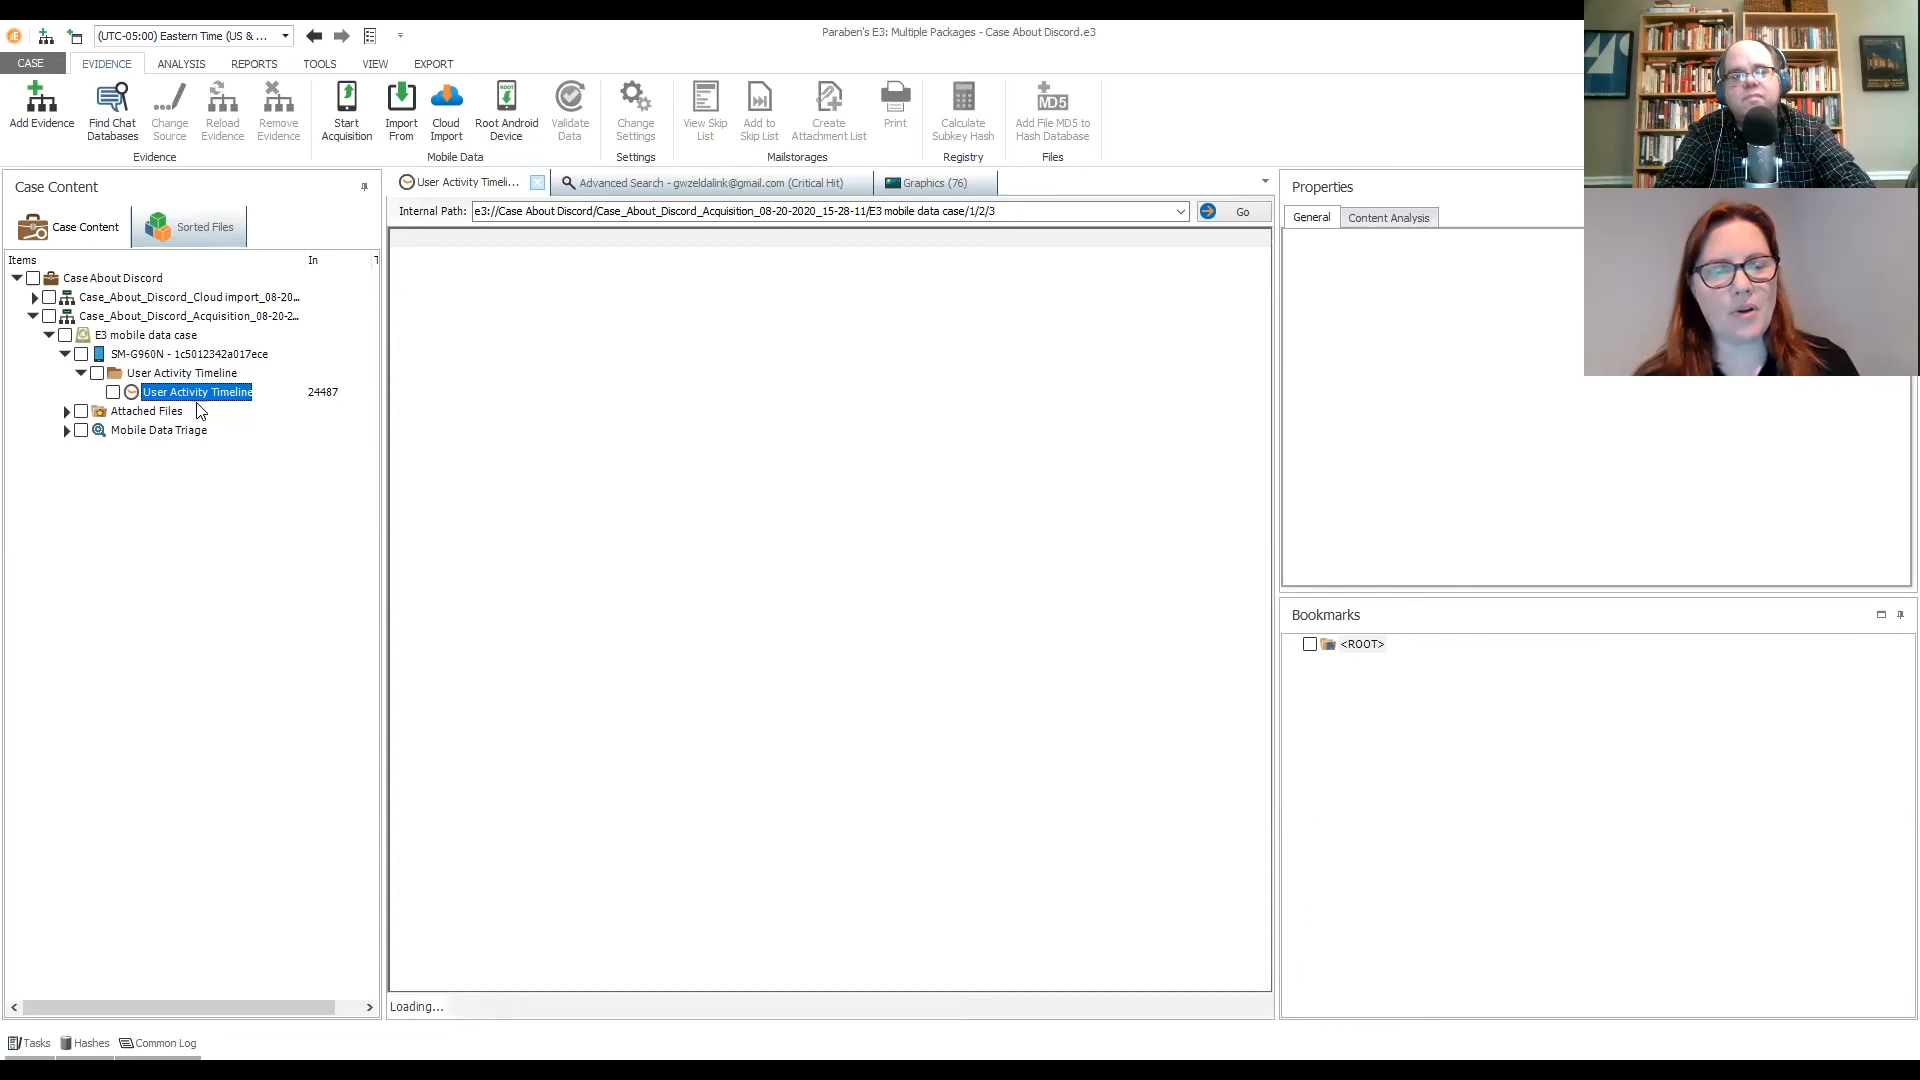 (UTC-05:00) Eastern Time (US & ...
Paraben's E3: Multiple Packages - Case About Discord.e3
CASE EVIDENCE ANALYSIS REPORTS TOOLS VIEW EXPORT
Add Evidence
Find Chat Databases
Change Source
Reload Evidence
Remove Evidence
Start Acquisition
Import From
Cloud Import
ROOT
Root Android Device
Validate Data
Change Settings
View Skip List
Add to Skip List
Create Attachment List
Print
Calculate Subkey Hash
MD5
Add File MD5 to Hash Database
Evidence Mobile Data Settings Mailstorages Registry Files
Case Content
Case Content Sorted Files
Items In T
Case About Discord
Case_About_Discord_Cloud import_08-20...
Case_About_Discord_Acquisition_08-20-2...
E3 mobile data case
SM-G960N - 1c5012342a017ece
User Activity Timeline
User Activity Timeline 24487
Attached Files
Mobile Data Triage
User Activity Timeli... Advanced Search - gwzeldalink@gmail.com (Critical Hit) Graphics (76)
Internal Path: e3://Case About Discord/Case_About_Discord_Acquisition_08-20-2020_15-28-11/E3 mobile data case/1/2/3 Go
Loading...
Properties
General Content Analysis
Bookmarks
<ROOT>
Tasks Hashes Common Log